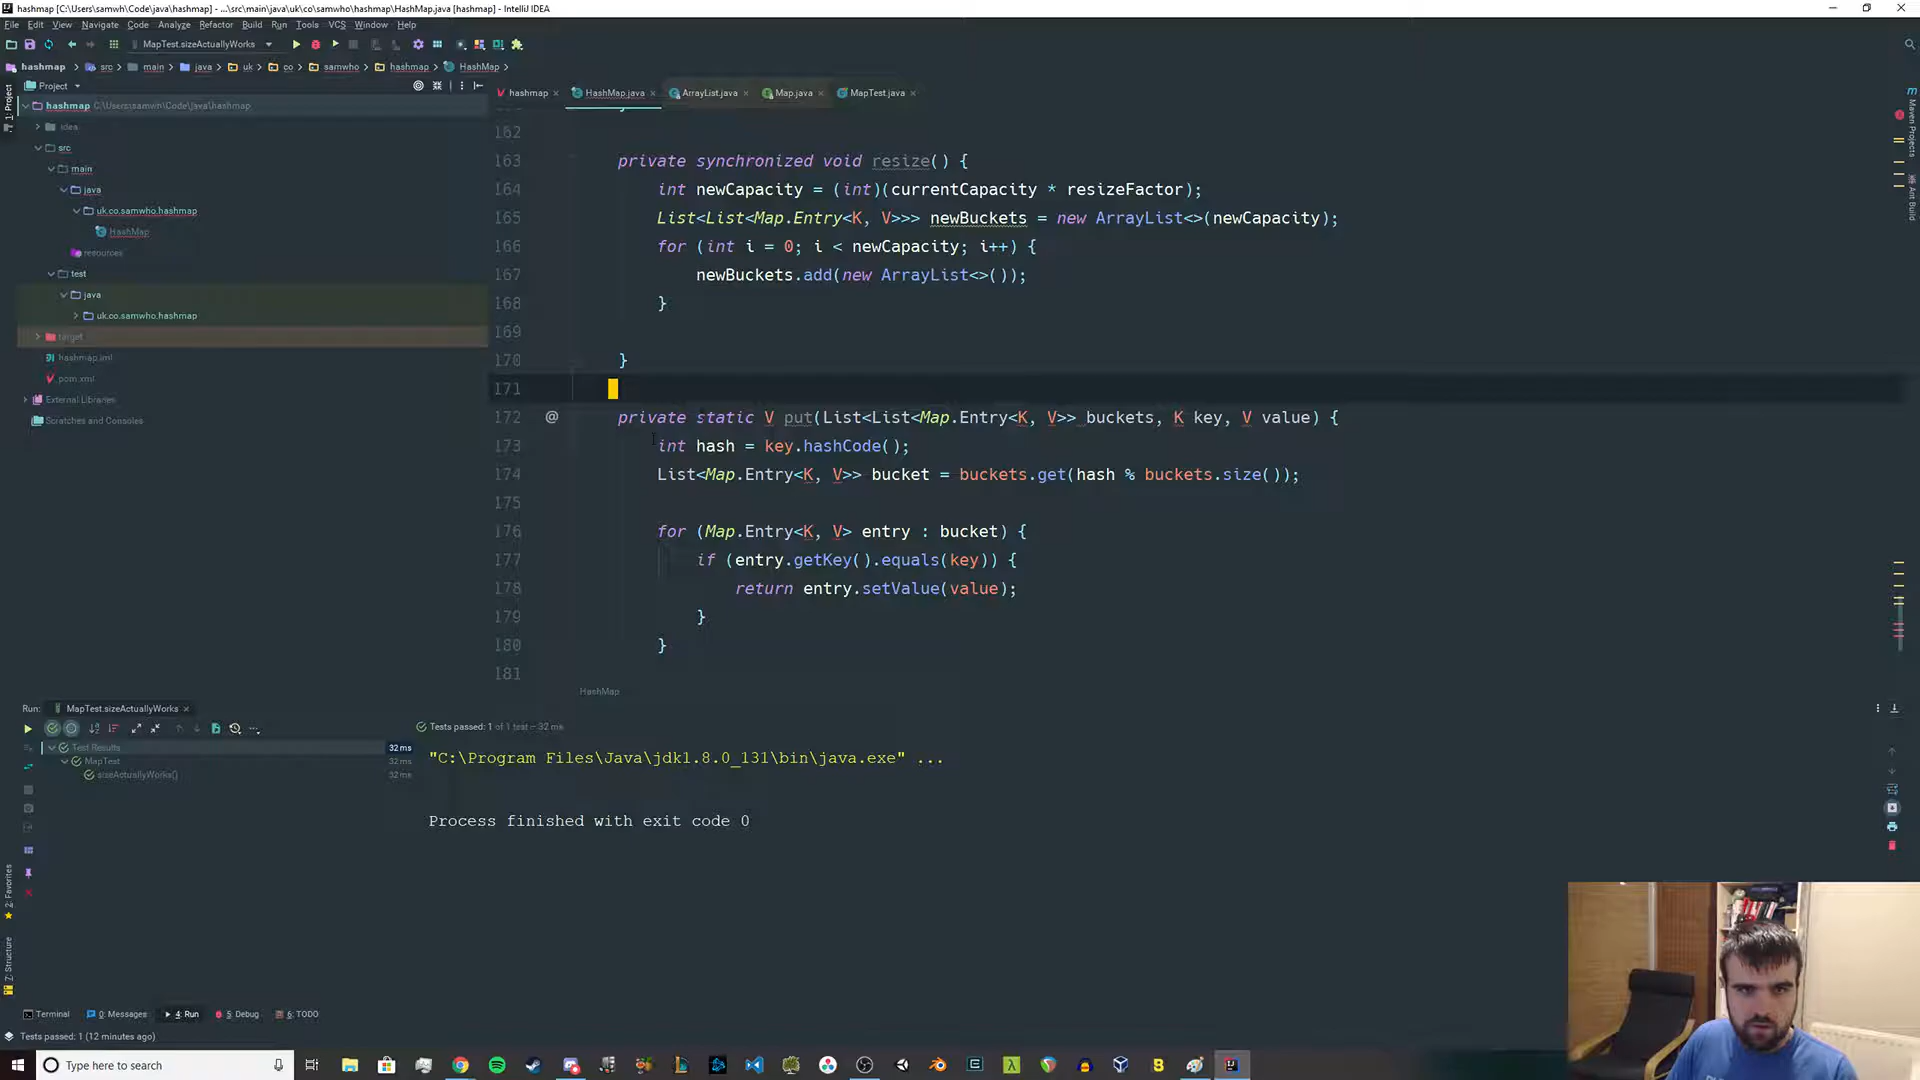 hashmap [C:\Users\samwh\Code\java\hashmap] - ...\src\main\java\uk\co\samwho\hashmap\HashMap.java [hashmap] - IntelliJ IDEA
File Edit View Navigate Code Analyze Refactor Build Run Tools VCS Window Help
MapTest.sizeActuallyWorks
hashmap src main java uk co samwho hashmap HashMap
Project
hashmap HashMap.java ArrayList.java Map.java MapTest.java
1: Project
hashmap C:\Users\samwh\Code\java\hashmap
.idea
src
main
java
uk.co.samwho.hashmap
HashMap
resources
test
java
uk.co.samwho.hashmap
target
hashmap.iml
pom.xml
External Libraries
Scratches and Consoles
Maven Projects
Ant Build
162
163 private synchronized void resize() {
164 int newCapacity = (int)(currentCapacity * resizeFactor);
165 List<List<Map.Entry<K, V>>> newBuckets = new ArrayList<>(newCapacity);
166 for (int i = 0; i < newCapacity; i++) {
167 newBuckets.add(new ArrayList<>());
168 }
169
170 }
171
172 @ private static V put(List<List<Map.Entry<K, V>> buckets, K key, V value) {
173 int hash = key.hashCode();
174 List<Map.Entry<K, V>> bucket = buckets.get(hash % buckets.size());
175
176 for (Map.Entry<K, V> entry : bucket) {
177 if (entry.getKey().equals(key)) {
178 return entry.setValue(value);
179 }
180 }
181
HashMap
Run: MapTest.sizeActuallyWorks
Tests passed: 1 of 1 test – 32 ms
Test Results 32 ms
MapTest 32 ms
sizeActuallyWorks() 32 ms
"C:\Program Files\Java\jdk1.8.0_131\bin\java.exe" ...
Process finished with exit code 0
2: Favorites
7: Structure
Terminal 0: Messages 4: Run 5: Debug 6: TODO
Tests passed: 1 (12 minutes ago)
Type here to search